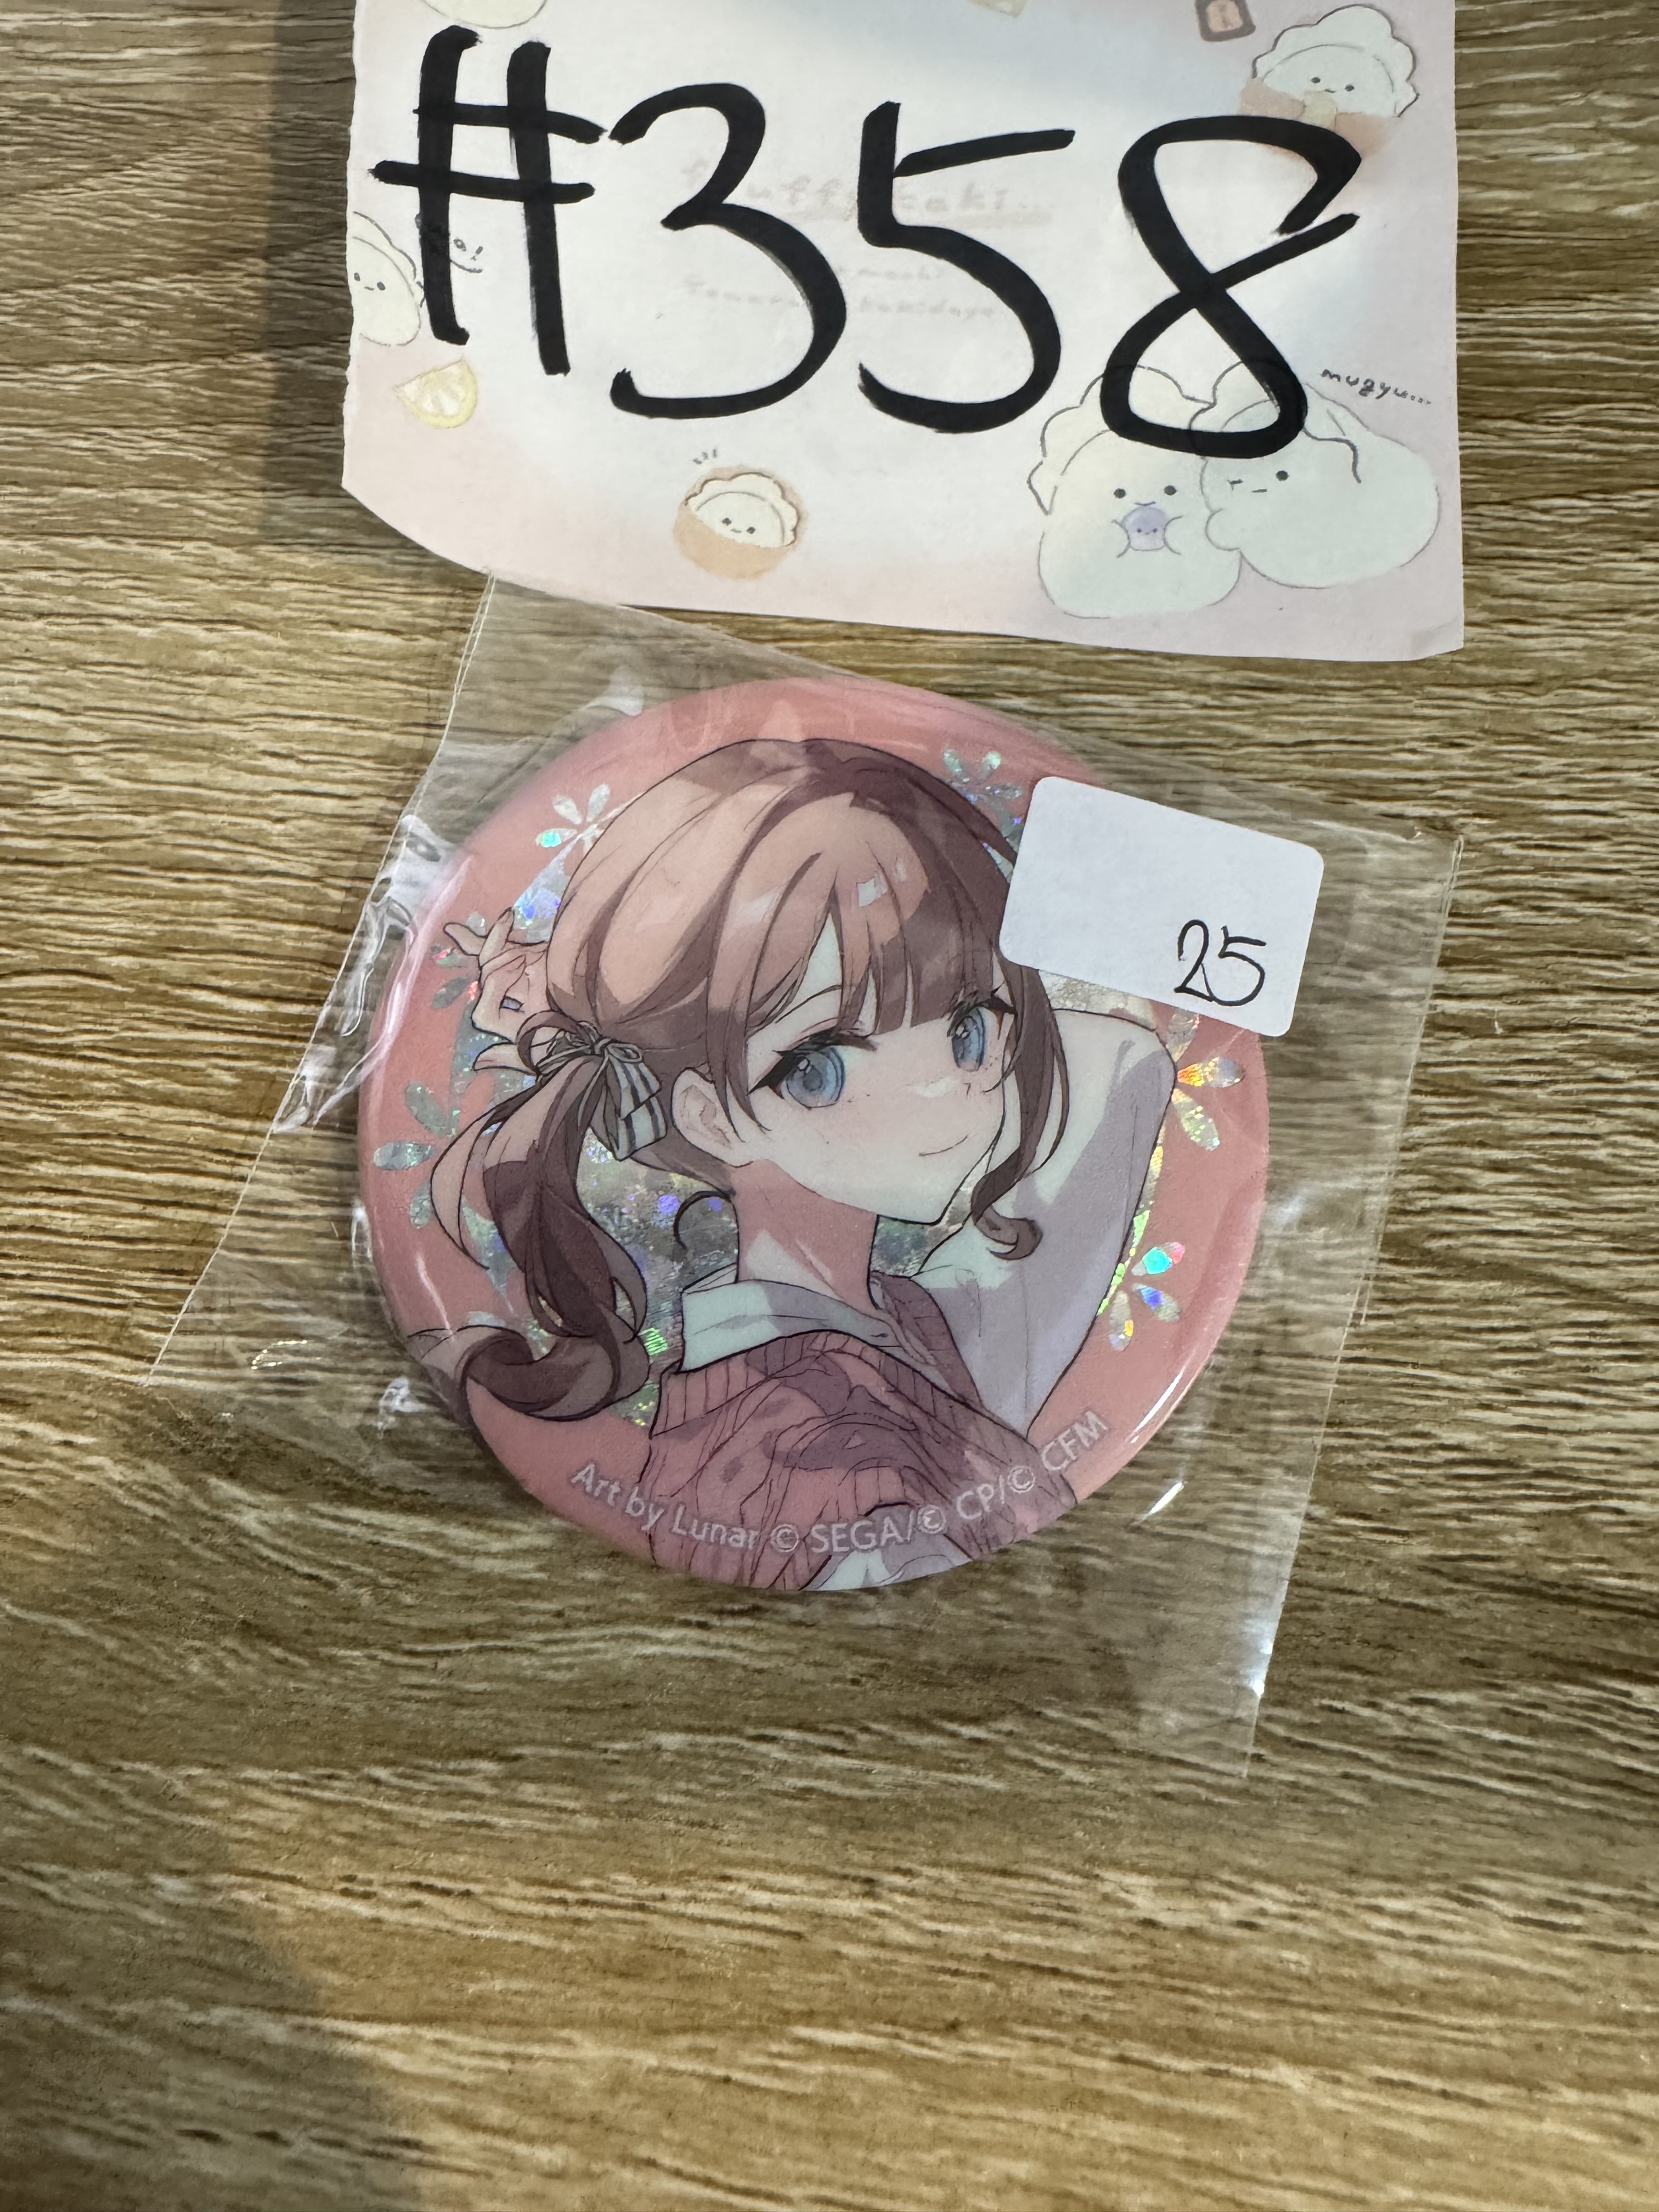 #358
mugyu....
25
Art by Lunar © SEGA/© CP/© CFM